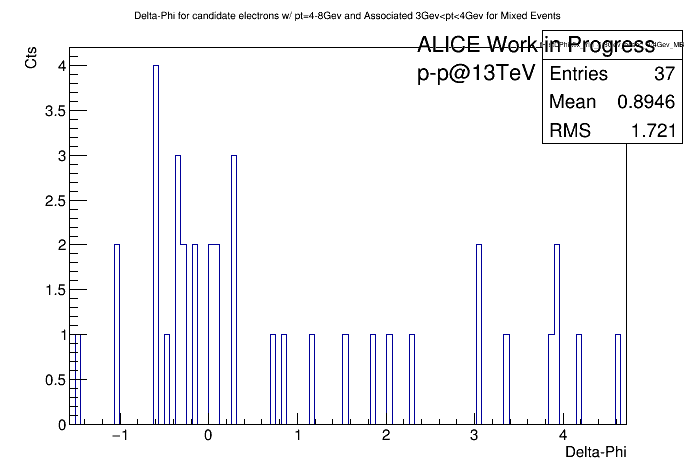 Delta-Phi for candidate electrons w/ pt=4-8Gev and Associated 3Gev<pt<4Gev for Mixed Events
ALICE Work in Progress
p-p@13TeV
Entries 37
Mean 0.8946
RMS 1.721
Cts
4
3.5
3
2.5
2
1.5
1
0.5
0
−1 0 1 2 3 4
Delta-Phi